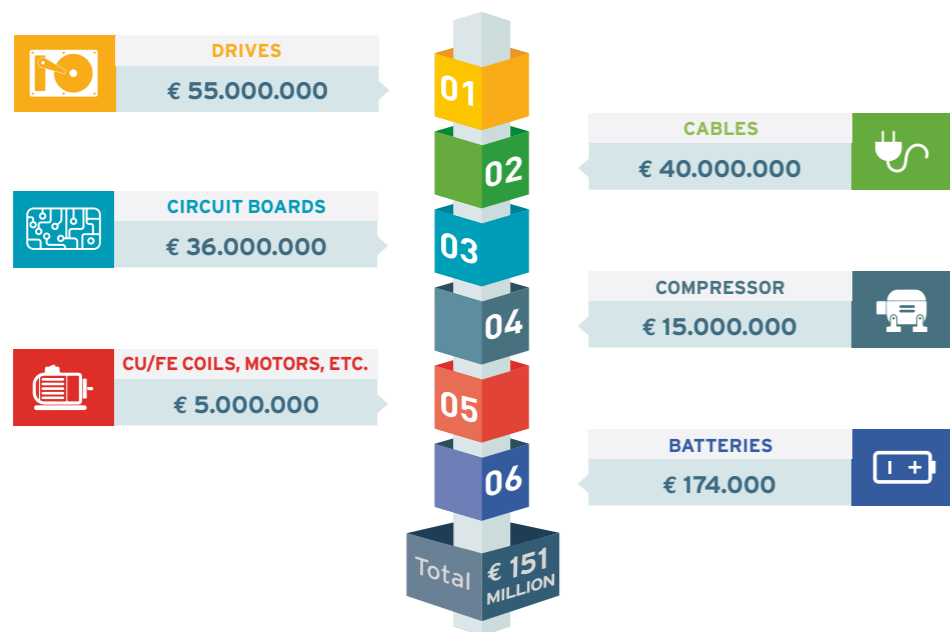 DRIVES
€ 55.000.000
01
CABLES
€ 40.000.000
02
CIRCUIT BOARDS
€ 36.000.000
03
COMPRESSOR
€ 15.000.000
04
CU/FE COILS, MOTORS, ETC.
€ 5.000.000
05
BATTERIES
€ 174.000
06
Total
€ 151
MILLION